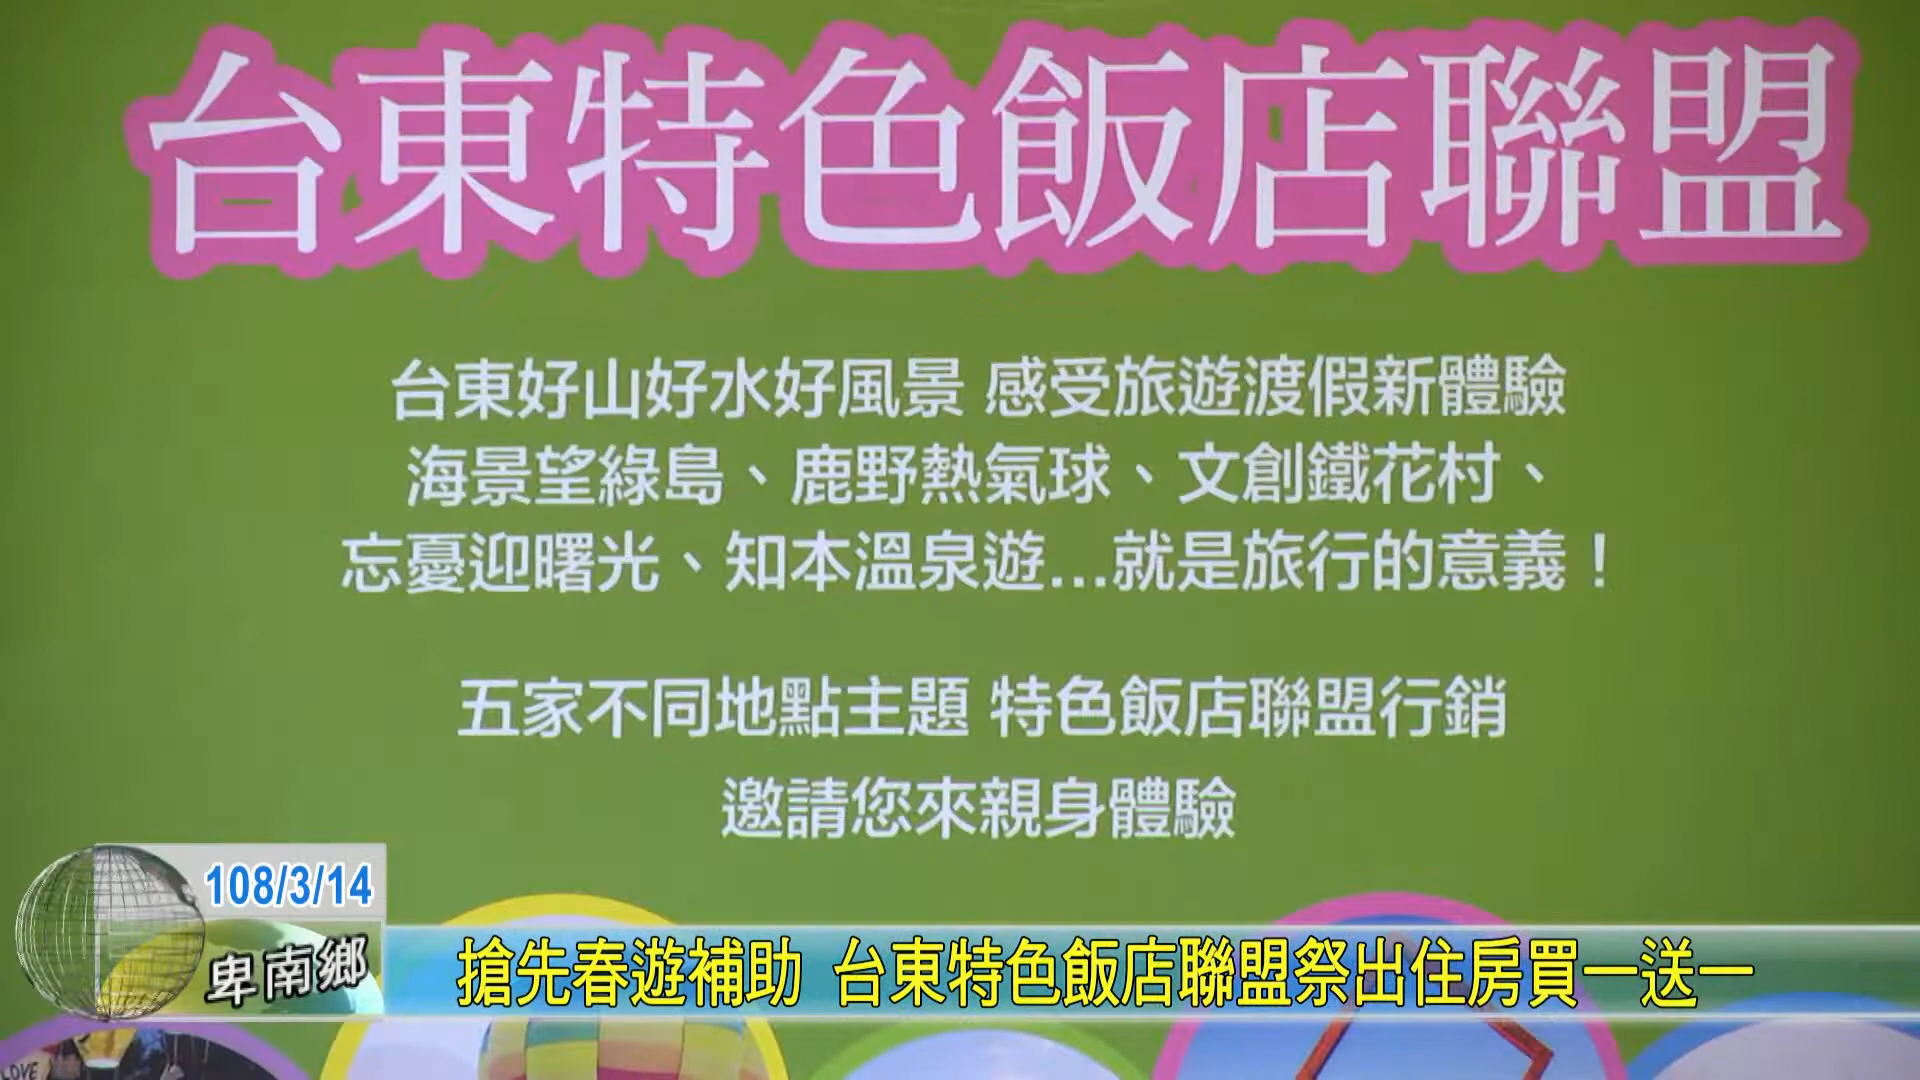 台東特色飯店聯盟
台東好山好水好風景 感受旅遊渡假新體驗
海景望綠島、鹿野熱氣球、文創鐵花村、
忘憂迎曙光、知本溫泉遊...就是旅行的意義！
五家不同地點主題 特色飯店聯盟行銷
邀請您來親身體驗
108/3/14
卑南鄉
搶先春遊補助 台東特色飯店聯盟祭出住房買一送一
LOVE